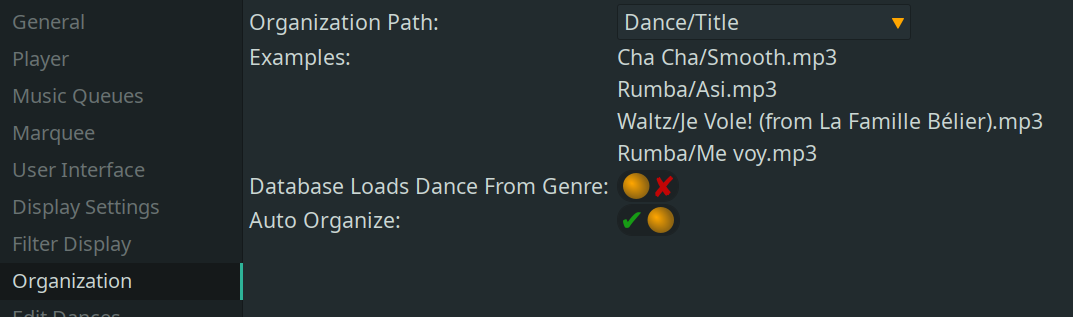 General
Player
Music Queues
Marquee
User Interface
Display Settings
Filter Display
Organization
Edit Dances
Organization Path: Dance/Title
Examples: Cha Cha/Smooth.mp3
Rumba/Asi.mp3
Waltz/Je Vole! (from La Famille Bélier).mp3
Rumba/Me voy.mp3
Database Loads Dance From Genre:
Auto Organize: